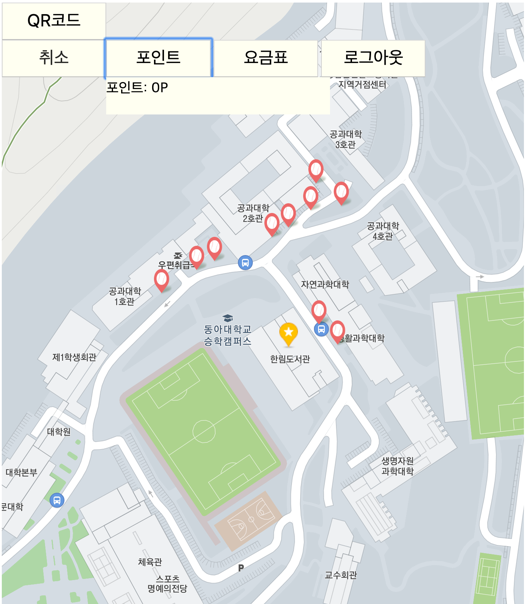 QR코드
취소
포인트
요금표
로그아웃
포인트: 0P
지역거점센터
공과대학
3호관
공과대학
2호관
공과대학
4호관
우편취급
공과대학
1호관
자연과학대학
동아대학교
승학캠퍼스
한림도서관
활과학대학
제1학생회관
대학원
대학본부
문대학
생명자원
과학대학
체육관
P
스포츠
명예의전당
교수회관